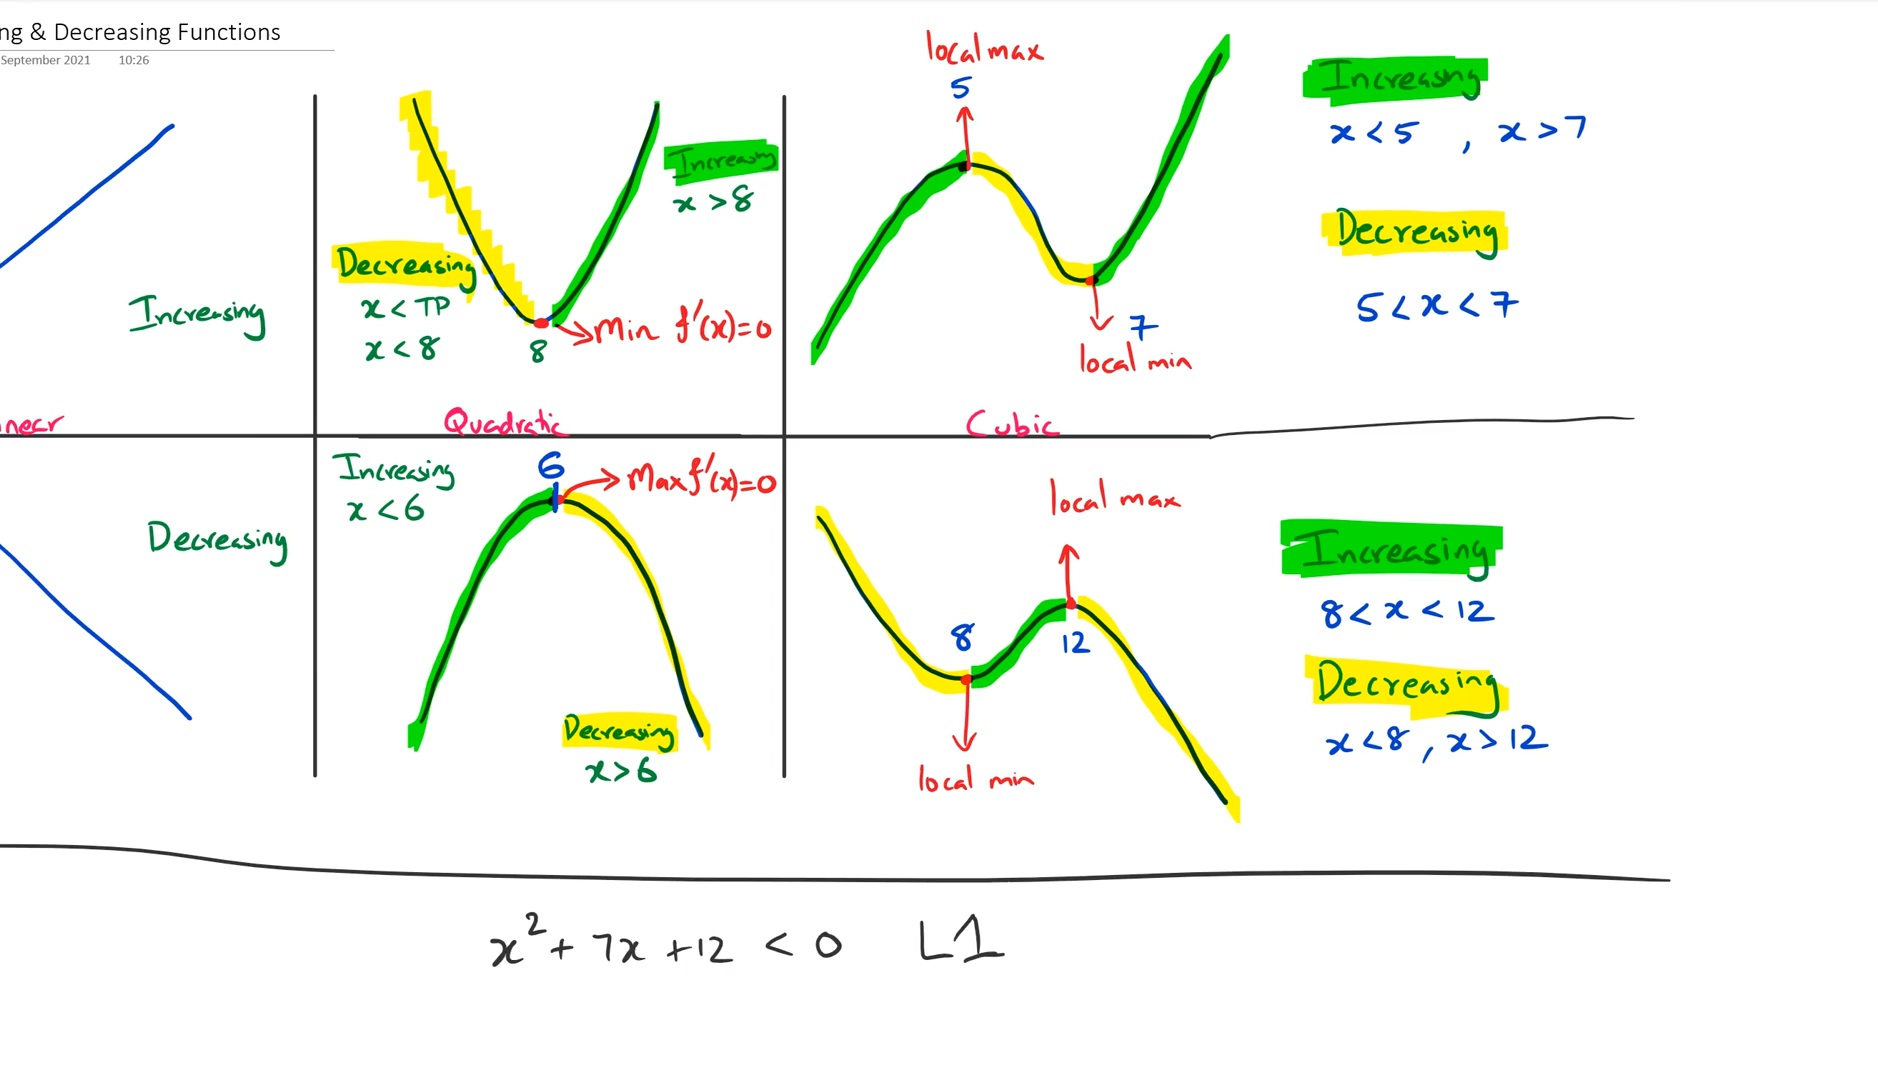 ng & Decreasing Functions
September 2021 10:26
Increasing
Decreasing
Decreasing
x < TP
x < 8
8
Min f'(x)=0
Increasing
x > 8
Quadratic
Increasing
x < 6
6
Max f'(x)=0
Decreasing
x > 6
local max
5
7
local min
Increasing
x < 5 , x > 7
Decreasing
5 < x < 7
Cubic
local max
8
12
local min
Increasing
8 < x < 12
Decreasing
x < 8 , x > 12
x² + 7x + 12 < 0 L1